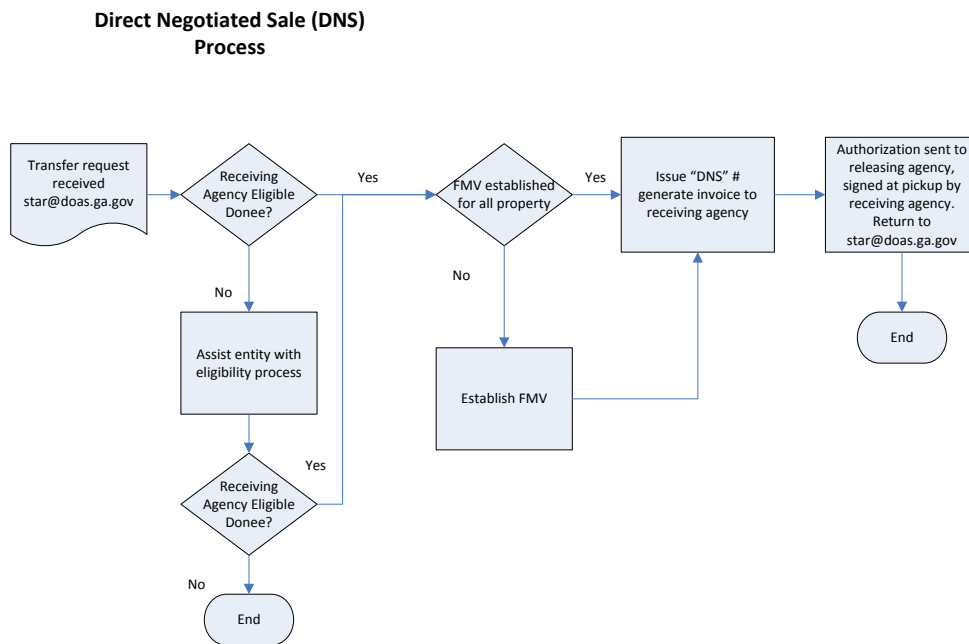 Direct Negotiated Sale (DNS)
Process
Transfer request
received
star@doas.ga.gov
Receiving
Agency Eligible
Donee?
Yes
FMV established
for all property
Yes
Issue “DNS” #
generate invoice to
receiving agency
Authorization sent to
releasing agency,
signed at pickup by
receiving agency.
Return to
star@doas.ga.gov
No
No
End
Assist entity with
eligibility process
Establish FMV
Yes
Receiving
Agency Eligible
Donee?
No
End